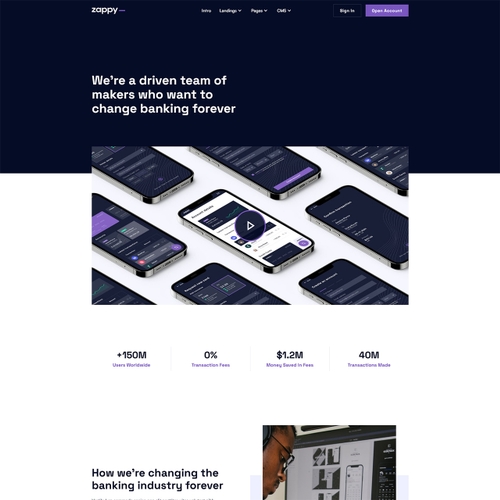 zappy
Intro Landings Pages CMS Sign In Open Account
We're a driven team of
makers who want to
change banking forever
+150M 0% $1.2M 40M
Users Worldwide Transaction Fees Money Saved In Fees Transactions Made
How we're changing the
banking industry forever